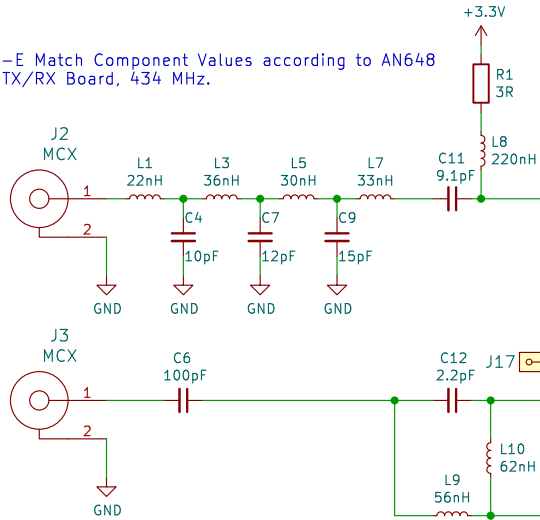 +3.3V
-E Match Component Values according to AN648
TX/RX Board, 434 MHz.
R1
3R
J2
MCX
L8
220nH
L1
22nH
L3
36nH
L5
30nH
L7
33nH
C11
9.1pF
1
2
C4
10pF
C7
12pF
C9
15pF
GND
GND
GND
GND
J3
MCX
C6
100pF
C12
2.2pF
J17
1
2
L10
62nH
L9
56nH
GND